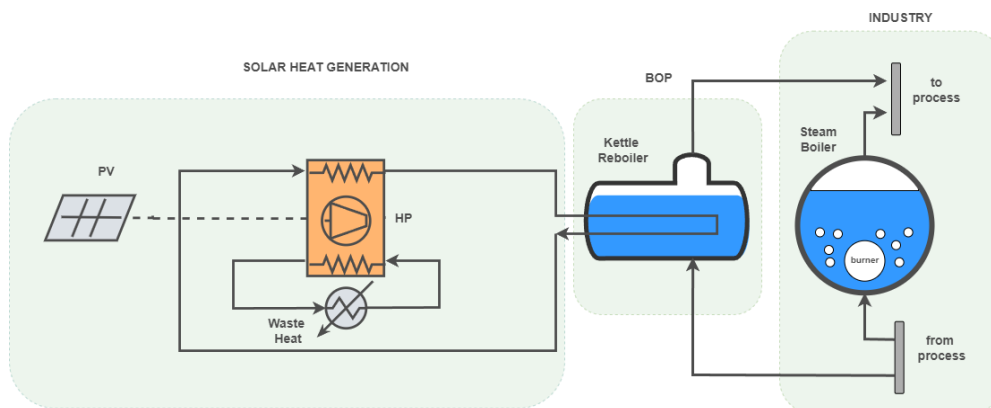 INDUSTRY
SOLAR HEAT GENERATION
BOP
to
process
Kettle
Reboiler
Steam
Boiler
PV
HP
burner
Waste
Heat
from
process